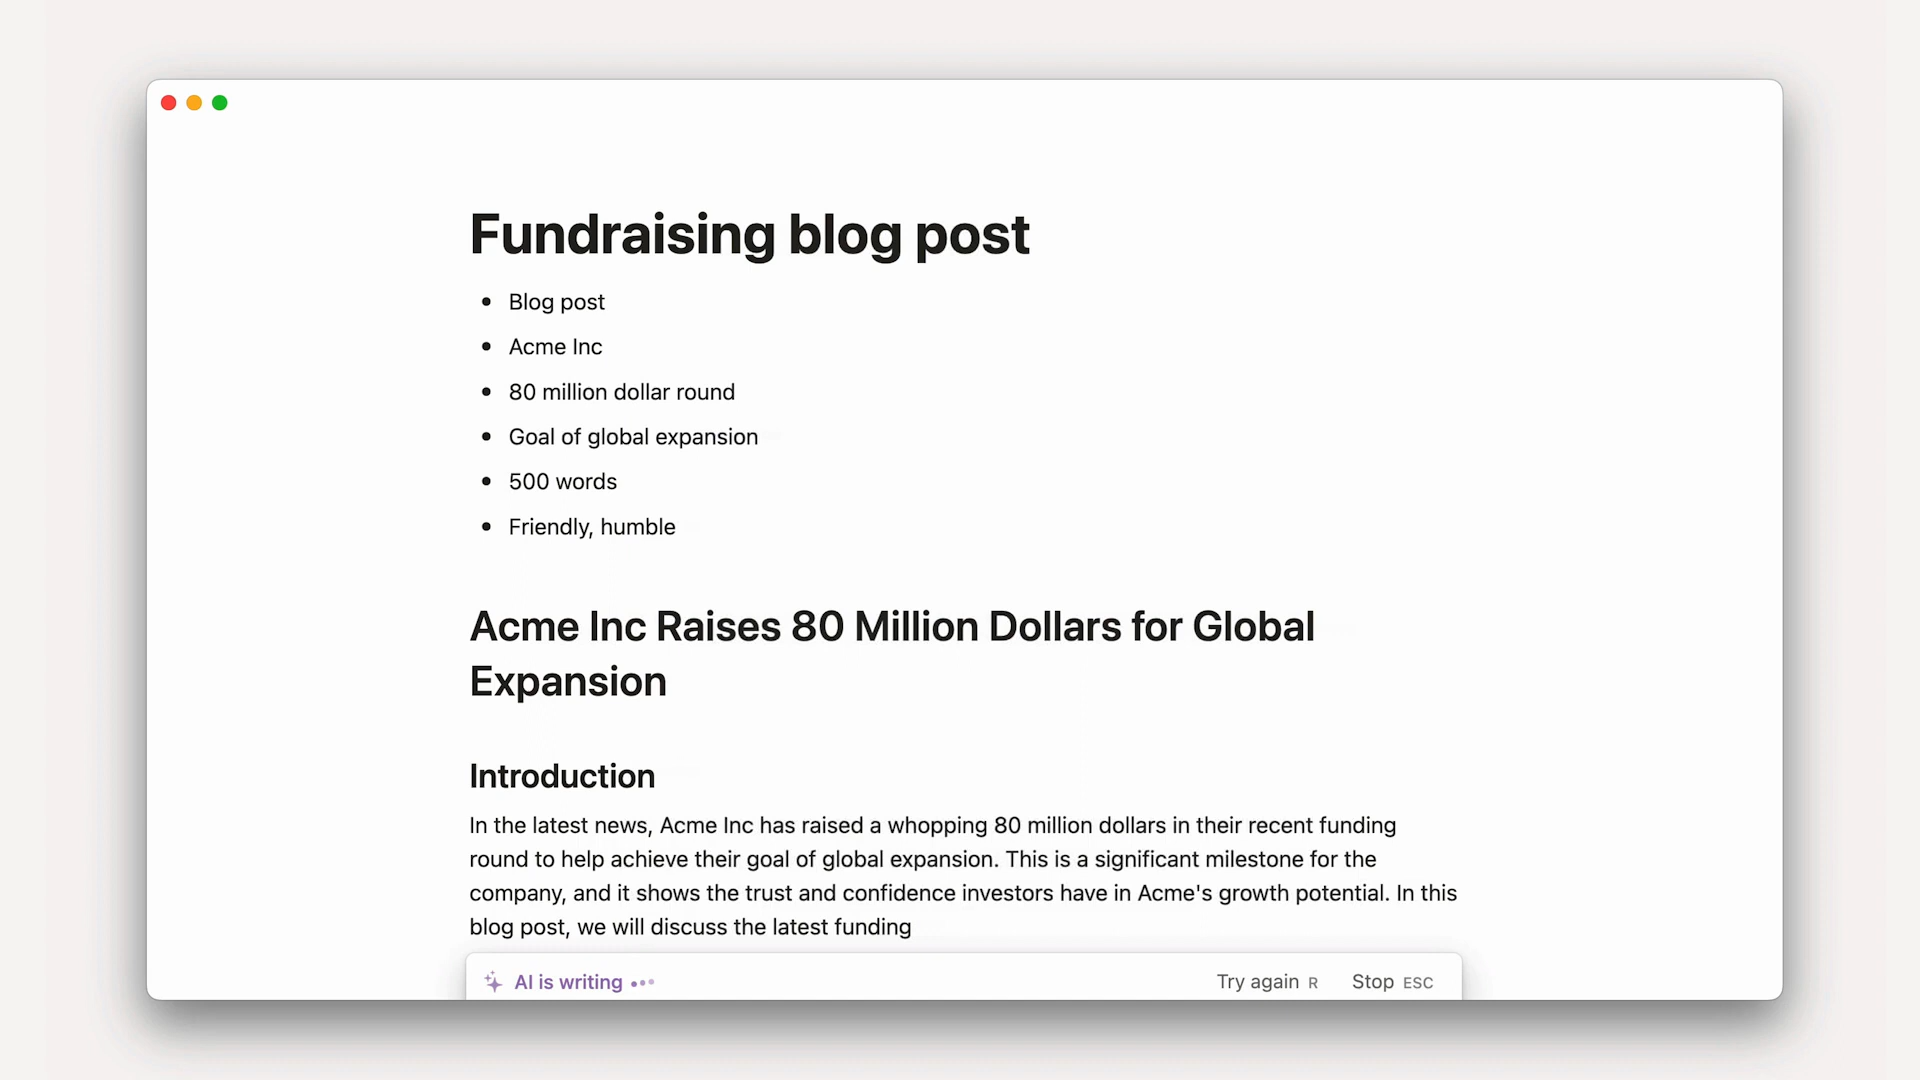 Fundraising blog post
Blog post
Acme Inc
80 million dollar round
Goal of global expansion
500 words
Friendly, humble
Acme Inc Raises 80 Million Dollars for Global
Expansion
Introduction
In the latest news, Acme Inc has raised a whopping 80 million dollars in their recent funding
round to help achieve their goal of global expansion. This is a significant milestone for the
company, and it shows the trust and confidence investors have in Acme's growth potential. In this
blog post, we will discuss the latest funding
AI is writing
Try again R Stop ESC